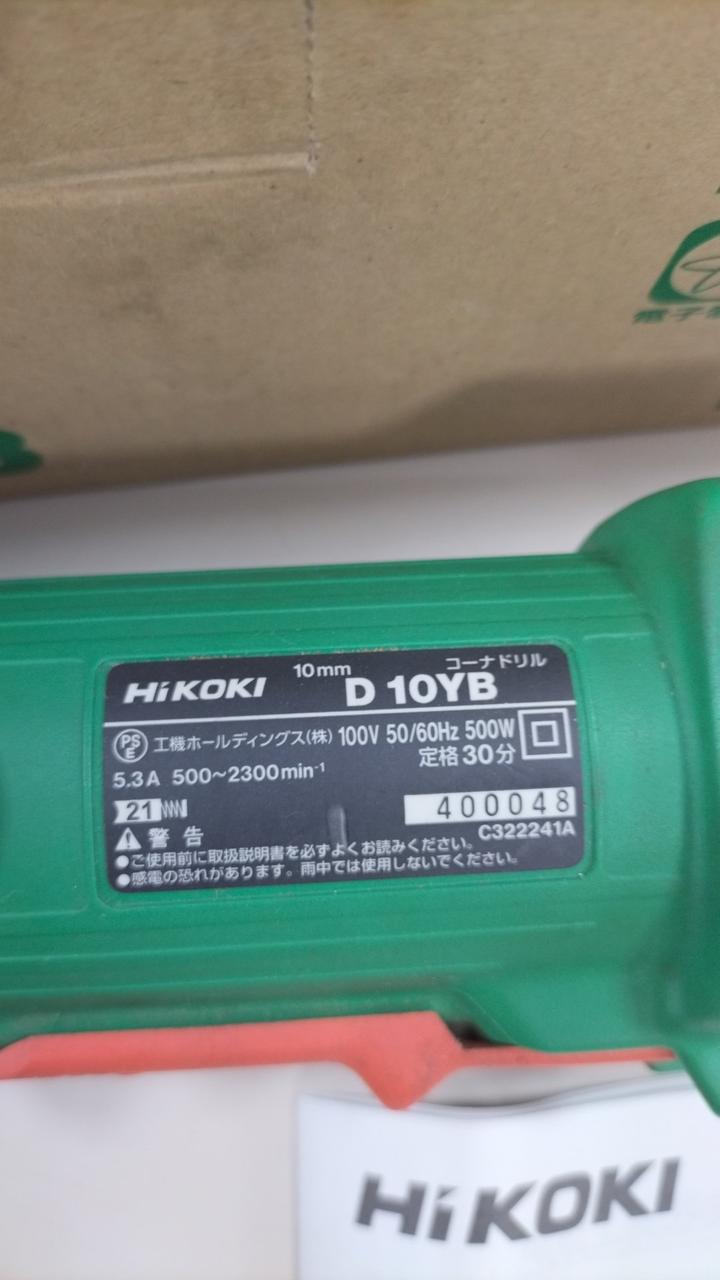 電子
HiKOKI
10mm
コーナドリル
D 10YB
PS
E
工機ホールディングス(株) 100V 50/60Hz 500W
定格30分
5.3A 500~2300min⁻¹
21
400048
C322241A
警告
●ご使用前に取扱説明書を必ずよくお読みください。
●感電の恐れがあります。雨中では使用しないでください。
HiKOKI